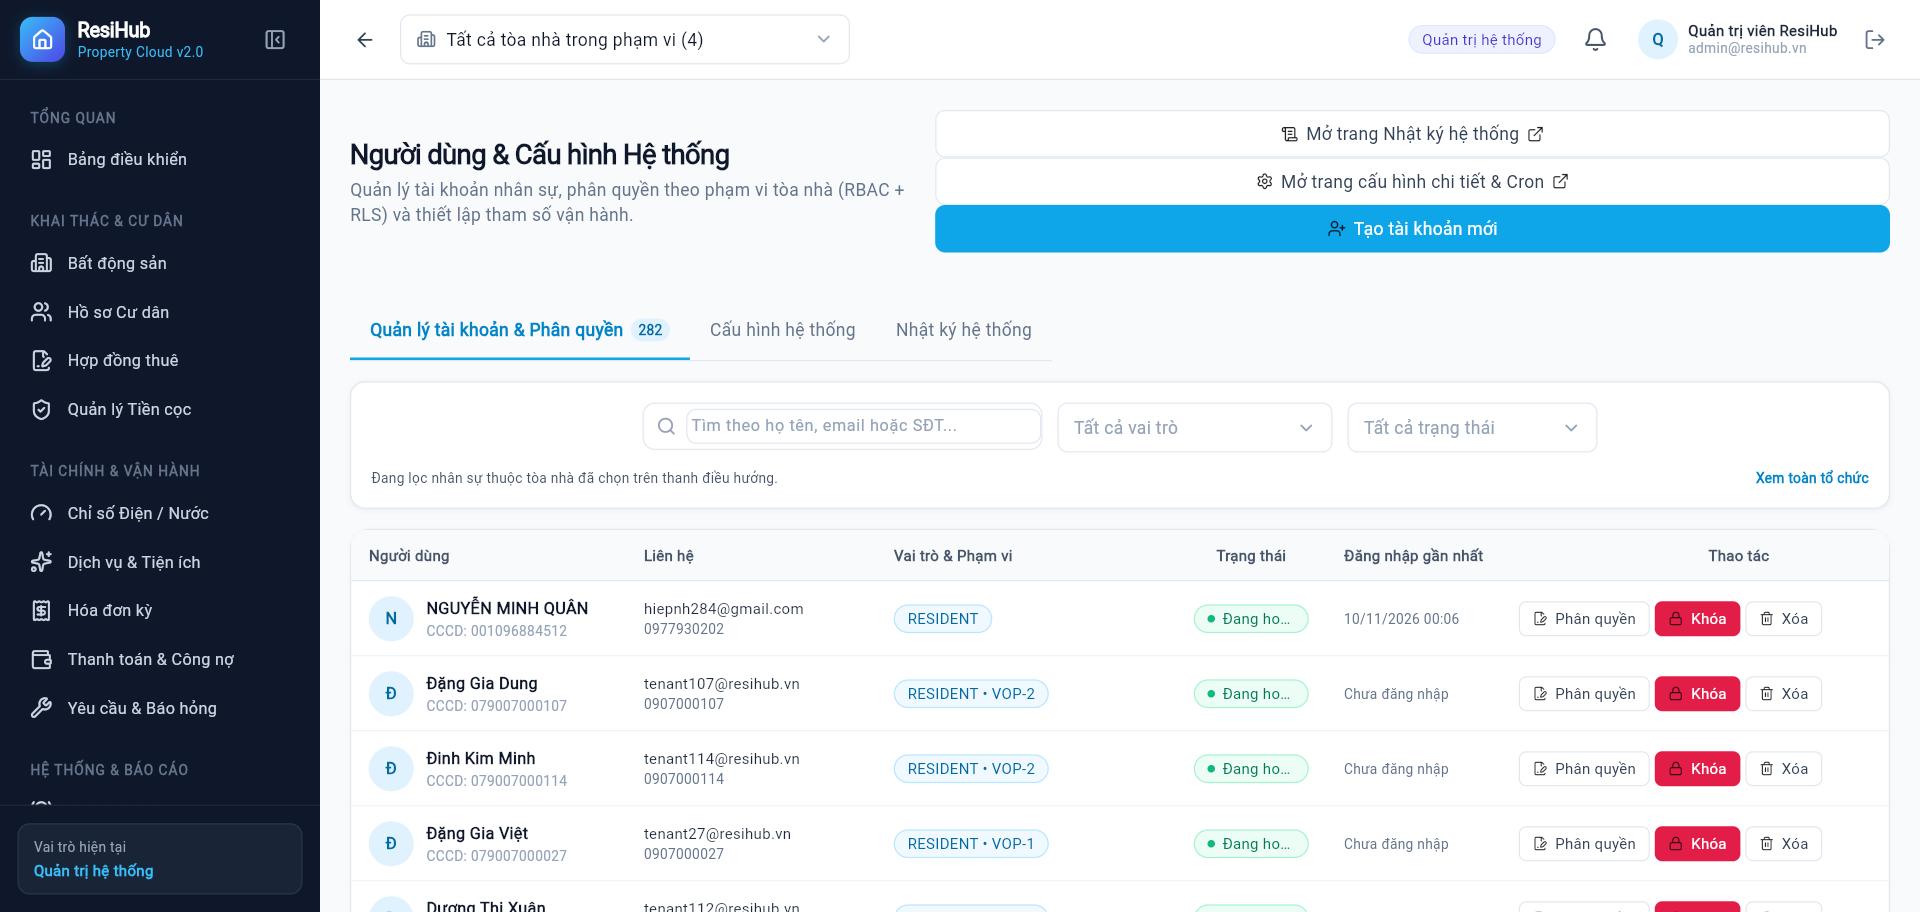 ResiHub
Property Cloud v2.0
TỔNG QUAN
Bảng điều khiển
KHAI THÁC & CƯ DÂN
Bất động sản
Hồ sơ Cư dân
Hợp đồng thuê
Quản lý Tiền cọc
TÀI CHÍNH & VẬN HÀNH
Chỉ số Điện / Nước
Dịch vụ & Tiện ích
Hóa đơn kỳ
Thanh toán & Công nợ
Yêu cầu & Báo hỏng
HỆ THỐNG & BÁO CÁO
Vai trò hiện tại
Quản trị hệ thống
Tất cả tòa nhà trong phạm vi (4)
Quản trị hệ thống
Q
Quản trị viên ResiHub
admin@resihub.vn
Người dùng & Cấu hình Hệ thống
Quản lý tài khoản nhân sự, phân quyền theo phạm vi tòa nhà (RBAC +
RLS) và thiết lập tham số vận hành.
Mở trang Nhật ký hệ thống
Mở trang cấu hình chi tiết & Cron
Tạo tài khoản mới
Quản lý tài khoản & Phân quyền 282
Cấu hình hệ thống
Nhật ký hệ thống
Tìm theo họ tên, email hoặc SĐT...
Tất cả vai trò
Tất cả trạng thái
Đang lọc nhân sự thuộc tòa nhà đã chọn trên thanh điều hướng.
Xem toàn tổ chức
Người dùng Liên hệ Vai trò & Phạm vi Trạng thái Đăng nhập gần nhất Thao tác
N NGUYỄN MINH QUÂN hiepnh284@gmail.com RESIDENT Đang ho... 10/11/2026 00:06 Phân quyền Khóa Xóa
CCCD: 001096884512 0977930202
Đ Đặng Gia Dung tenant107@resihub.vn RESIDENT • VOP-2 Đang ho... Chưa đăng nhập Phân quyền Khóa Xóa
CCCD: 079007000107 0907000107
Đ Đinh Kim Minh tenant114@resihub.vn RESIDENT • VOP-2 Đang ho... Chưa đăng nhập Phân quyền Khóa Xóa
CCCD: 079007000114 0907000114
Đ Đặng Gia Việt tenant27@resihub.vn RESIDENT • VOP-1 Đang ho... Chưa đăng nhập Phân quyền Khóa Xóa
CCCD: 079007000027 0907000027
Dương Thị Xuân tenant112@resihub.vn